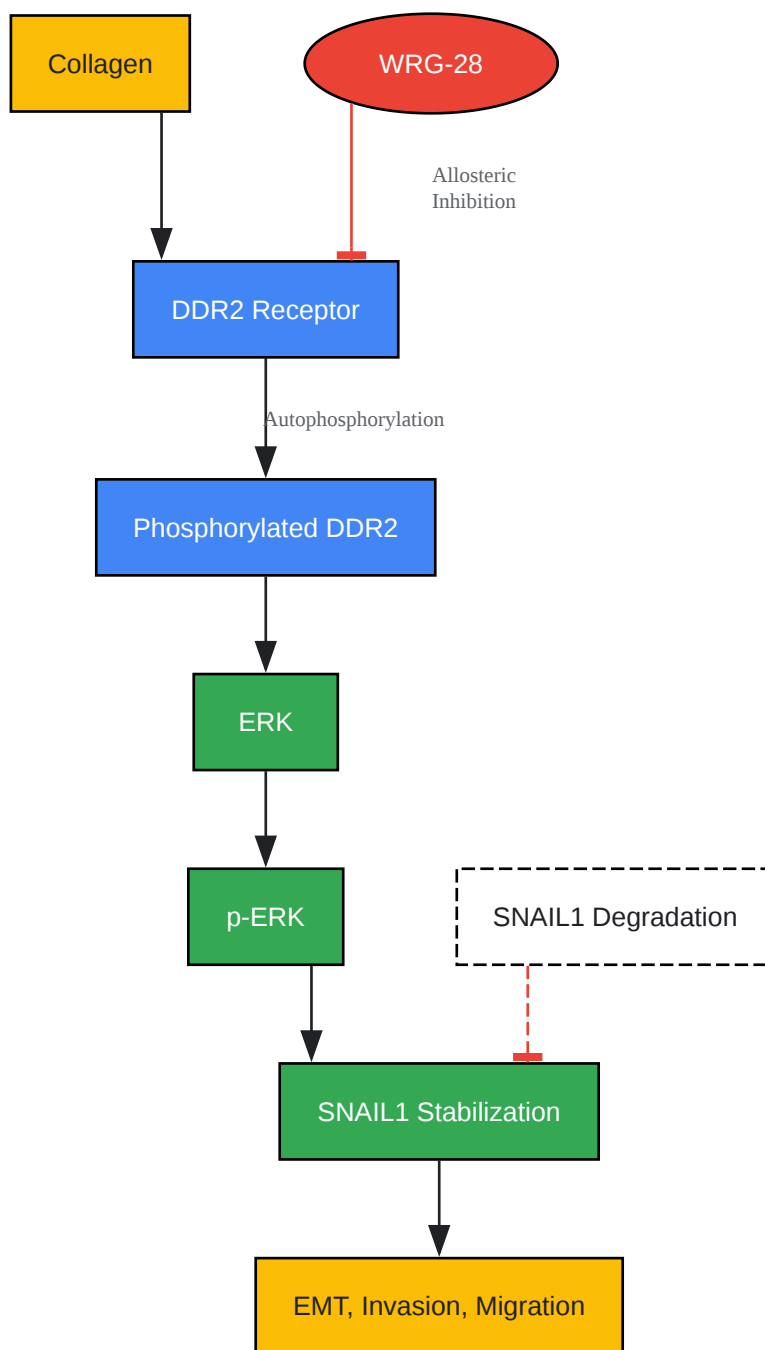 Collagen
WRG-28
Allosteric
Inhibition
DDR2 Receptor
Autophosphorylation
Phosphorylated DDR2
ERK
p-ERK
SNAIL1 Degradation
SNAIL1 Stabilization
EMT, Invasion, Migration